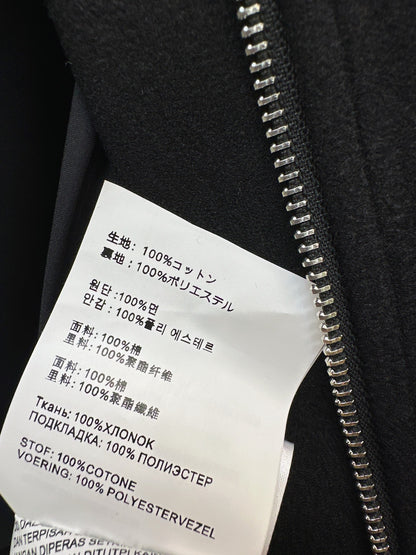 生地: 100%コットン
裏地: 100%ポリエステル
원단:100%면
안감:100%폴리 에스테르
面料:100%棉
里料:100%聚酯纤维
面料:100%棉
里料:100%聚酯纖維
Ткань: 100%ХЛОПОК
ПОДКЛАДКА: 100% ПОЛИЭСТЕР
STOF: 100%COTONE
VOERING: 100% POLYESTERVEZEL
DIPERAS